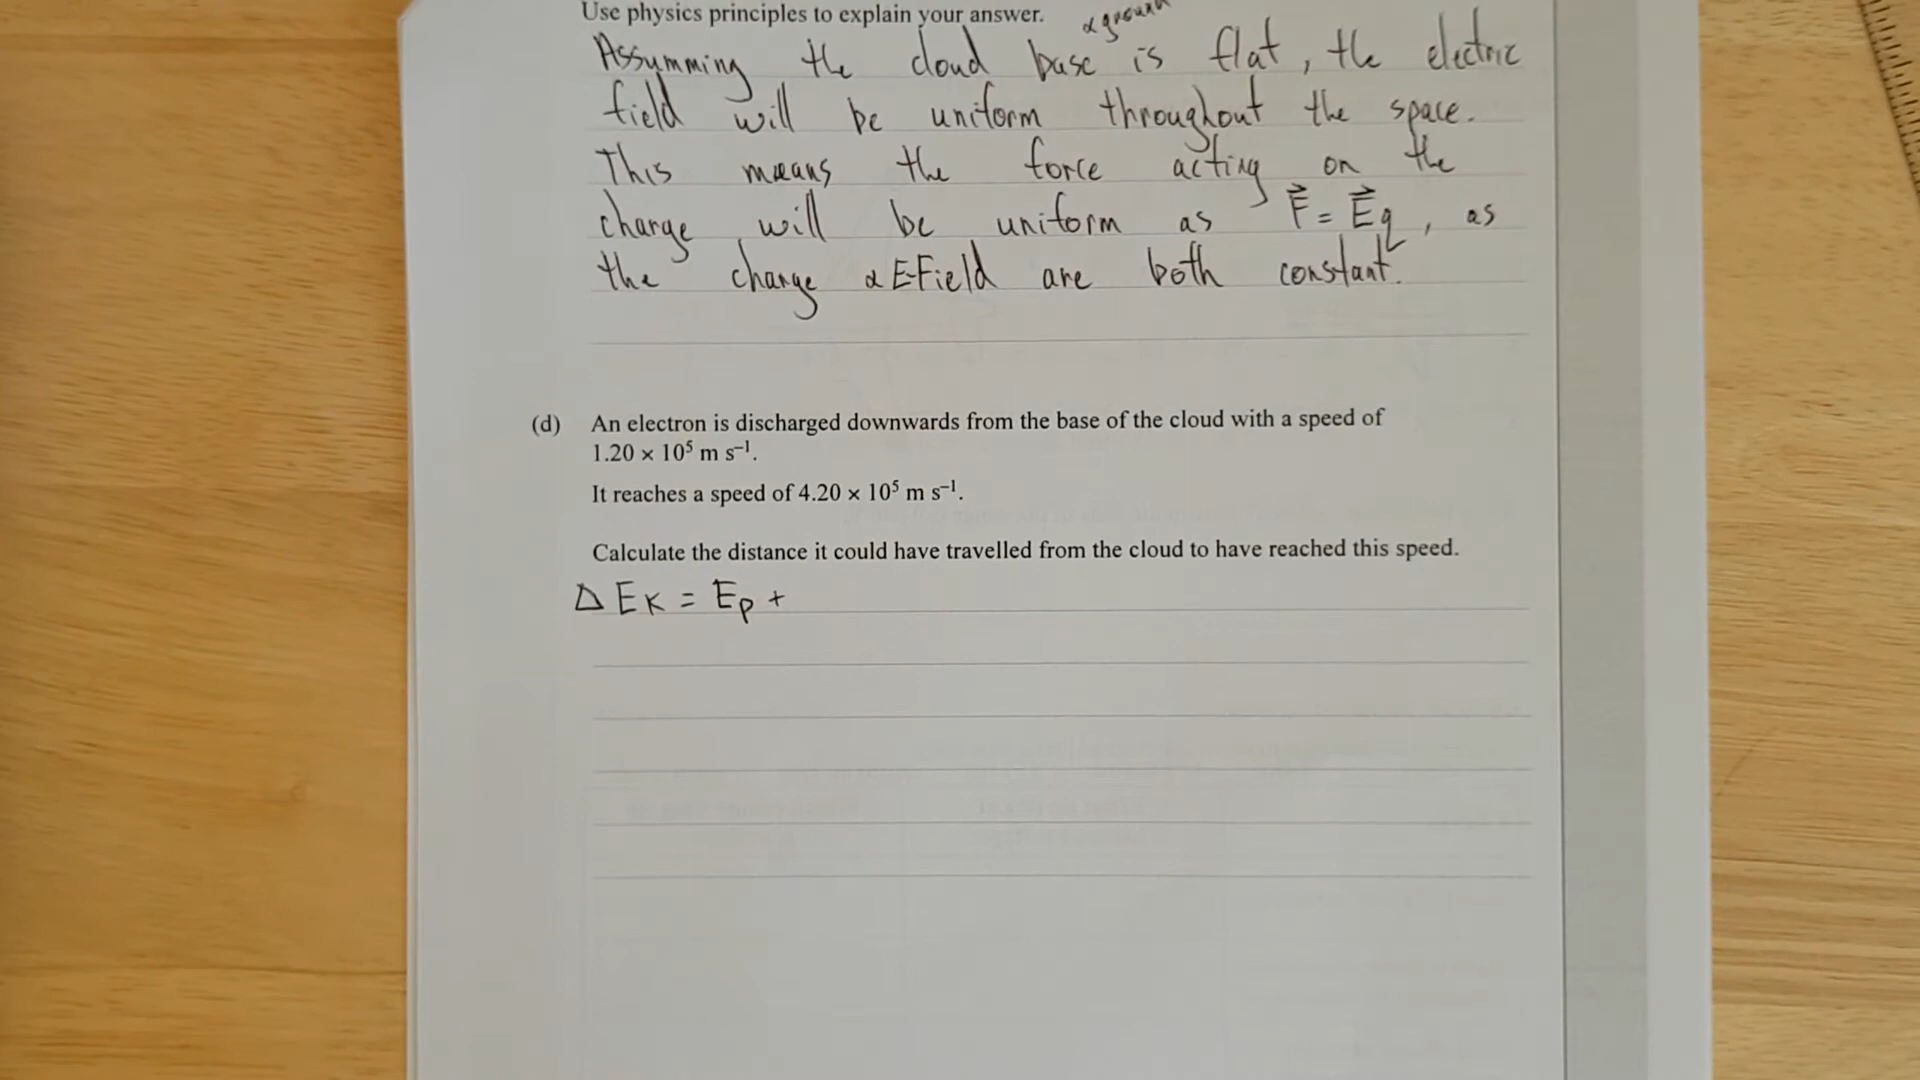 Use physics principles to explain your answer.
& ground
Assumming the cloud base is flat, the electric
field will be uniform throughout the space.
This means the force acting on the
charge will be uniform as F⃗ = E⃗q, as
the charge & E-Field are both constant.
(d) An electron is discharged downwards from the base of the cloud with a speed of
1.20 × 10⁵ m s⁻¹.
It reaches a speed of 4.20 × 10⁵ m s⁻¹.
Calculate the distance it could have travelled from the cloud to have reached this speed.
Δ Eₖ = Eₚ +